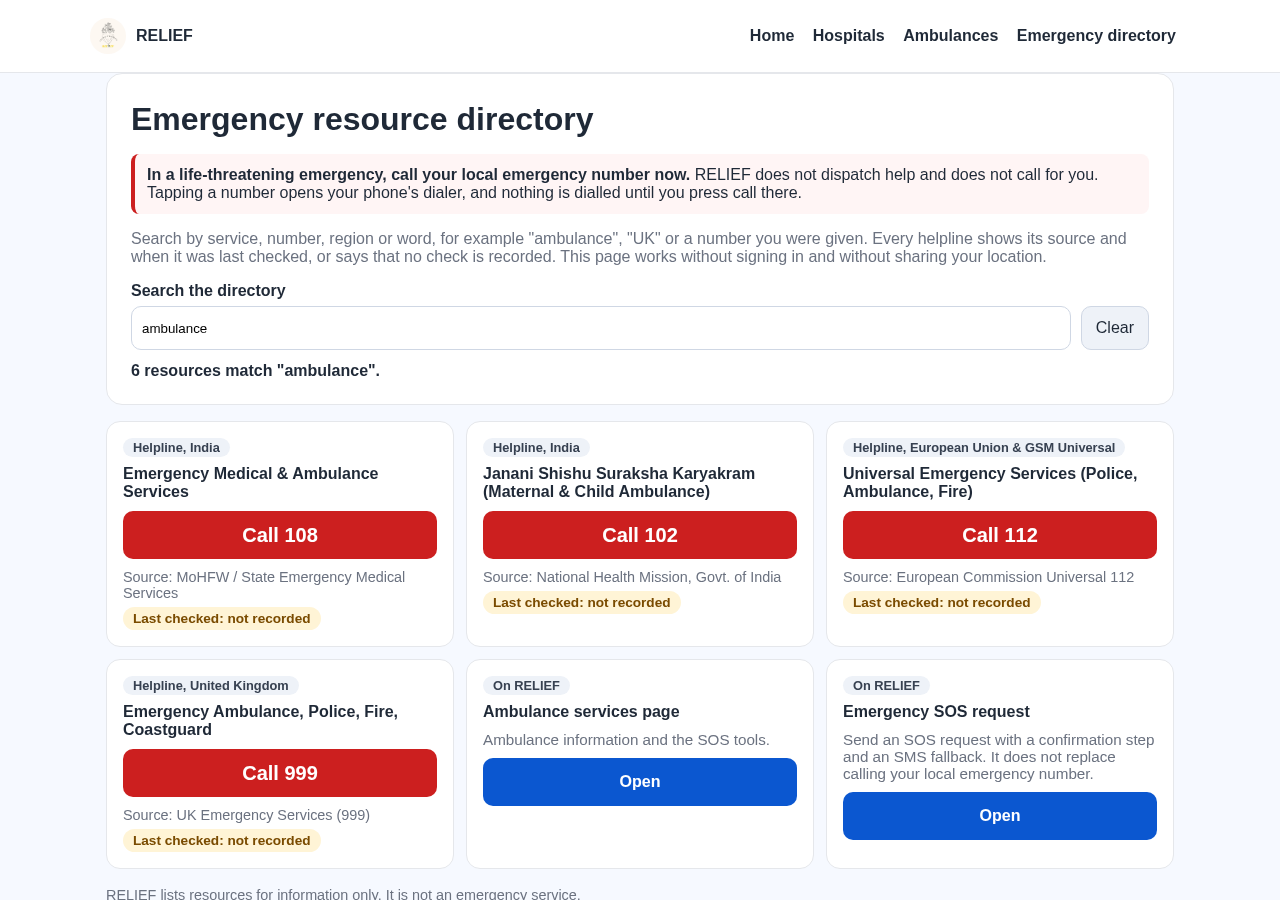 RELIEF
Home Hospitals Ambulances Emergency directory
Emergency resource directory
In a life-threatening emergency, call your local emergency number now. RELIEF does not dispatch help and does not call for you.
Tapping a number opens your phone's dialer, and nothing is dialled until you press call there.
Search by service, number, region or word, for example "ambulance", "UK" or a number you were given. Every helpline shows its source and
when it was last checked, or says that no check is recorded. This page works without signing in and without sharing your location.
Search the directory
ambulance
Clear
6 resources match "ambulance".
Helpline, India
Emergency Medical & Ambulance
Services
Call 108
Source: MoHFW / State Emergency Medical
Services
Last checked: not recorded
Helpline, India
Janani Shishu Suraksha Karyakram
(Maternal & Child Ambulance)
Call 102
Source: National Health Mission, Govt. of India
Last checked: not recorded
Helpline, European Union & GSM Universal
Universal Emergency Services (Police,
Ambulance, Fire)
Call 112
Source: European Commission Universal 112
Last checked: not recorded
Helpline, United Kingdom
Emergency Ambulance, Police, Fire,
Coastguard
Call 999
Source: UK Emergency Services (999)
Last checked: not recorded
On RELIEF
Ambulance services page
Ambulance information and the SOS tools.
Open
On RELIEF
Emergency SOS request
Send an SOS request with a confirmation step
and an SMS fallback. It does not replace
calling your local emergency number.
Open
RELIEF lists resources for information only. It is not an emergency service.